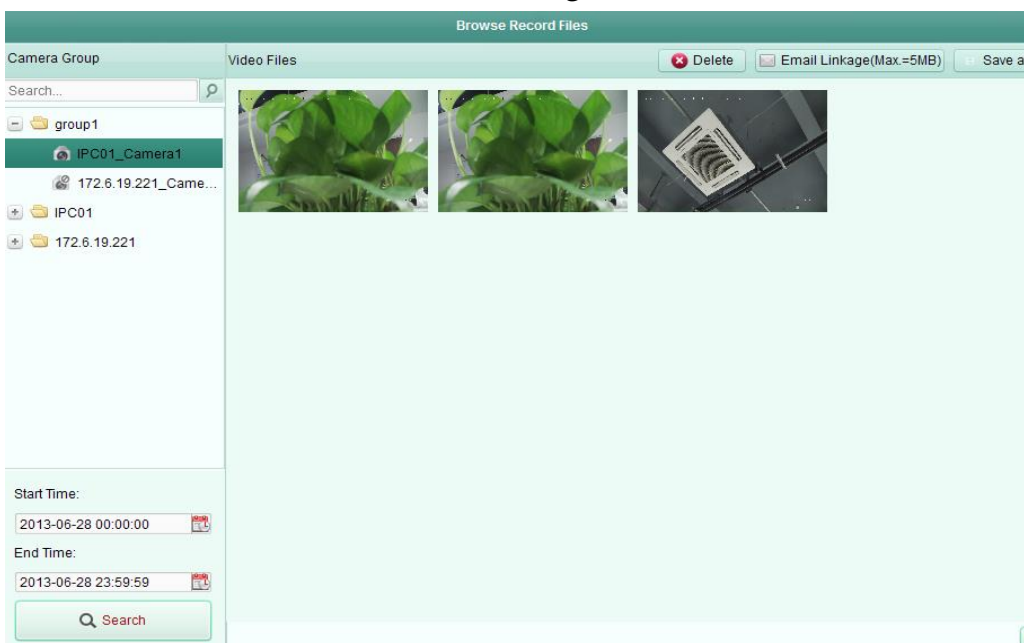 Browse Record Files
Camera Group
Video Files
Delete
Email Linkage(Max.=5MB)
Save a
Search...
group1
IPC01_Camera1
172.6.19.221_Came...
IPC01
172.6.19.221
Start Time:
2013-06-28 00:00:00
End Time:
2013-06-28 23:59:59
Search